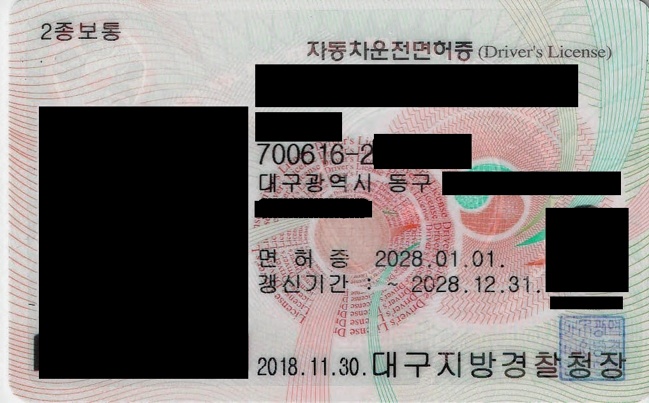 2종보통
자동차운전면허증 (Driver's License)
700616-2
대구광역시 동구
면 허 증 2028.01.01.
갱신기간 : ~ 2028.12.31.
2018.11.30. 대구지방경찰청장